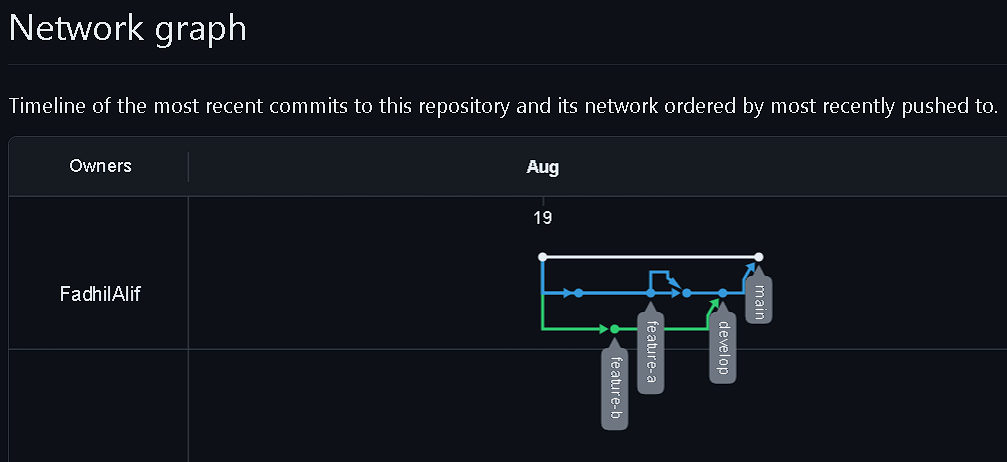 Network graph
Timeline of the most recent commits to this repository and its network ordered by most recently pushed to.
Owners
Aug
19
FadhilAlif
main
develop
feature-a
feature-b